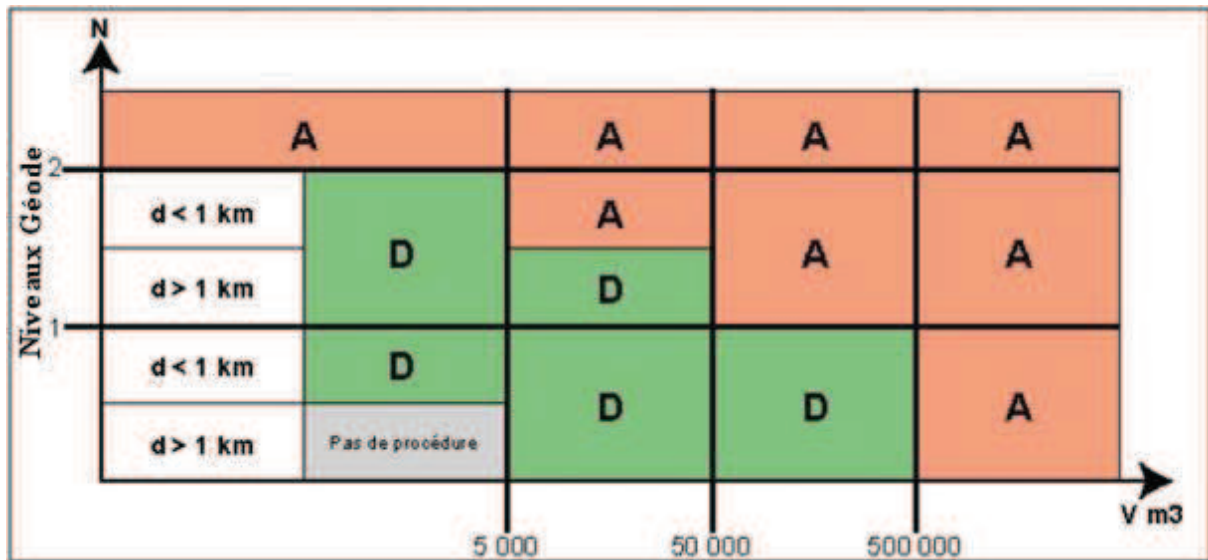 N
Niveaux Géode
A A A A
2
d < 1 km A
D A A
d > 1 km D
1
d < 1 km D
D D A
d > 1 km Pas de procédure
V m3
5 000 50 000 500 000